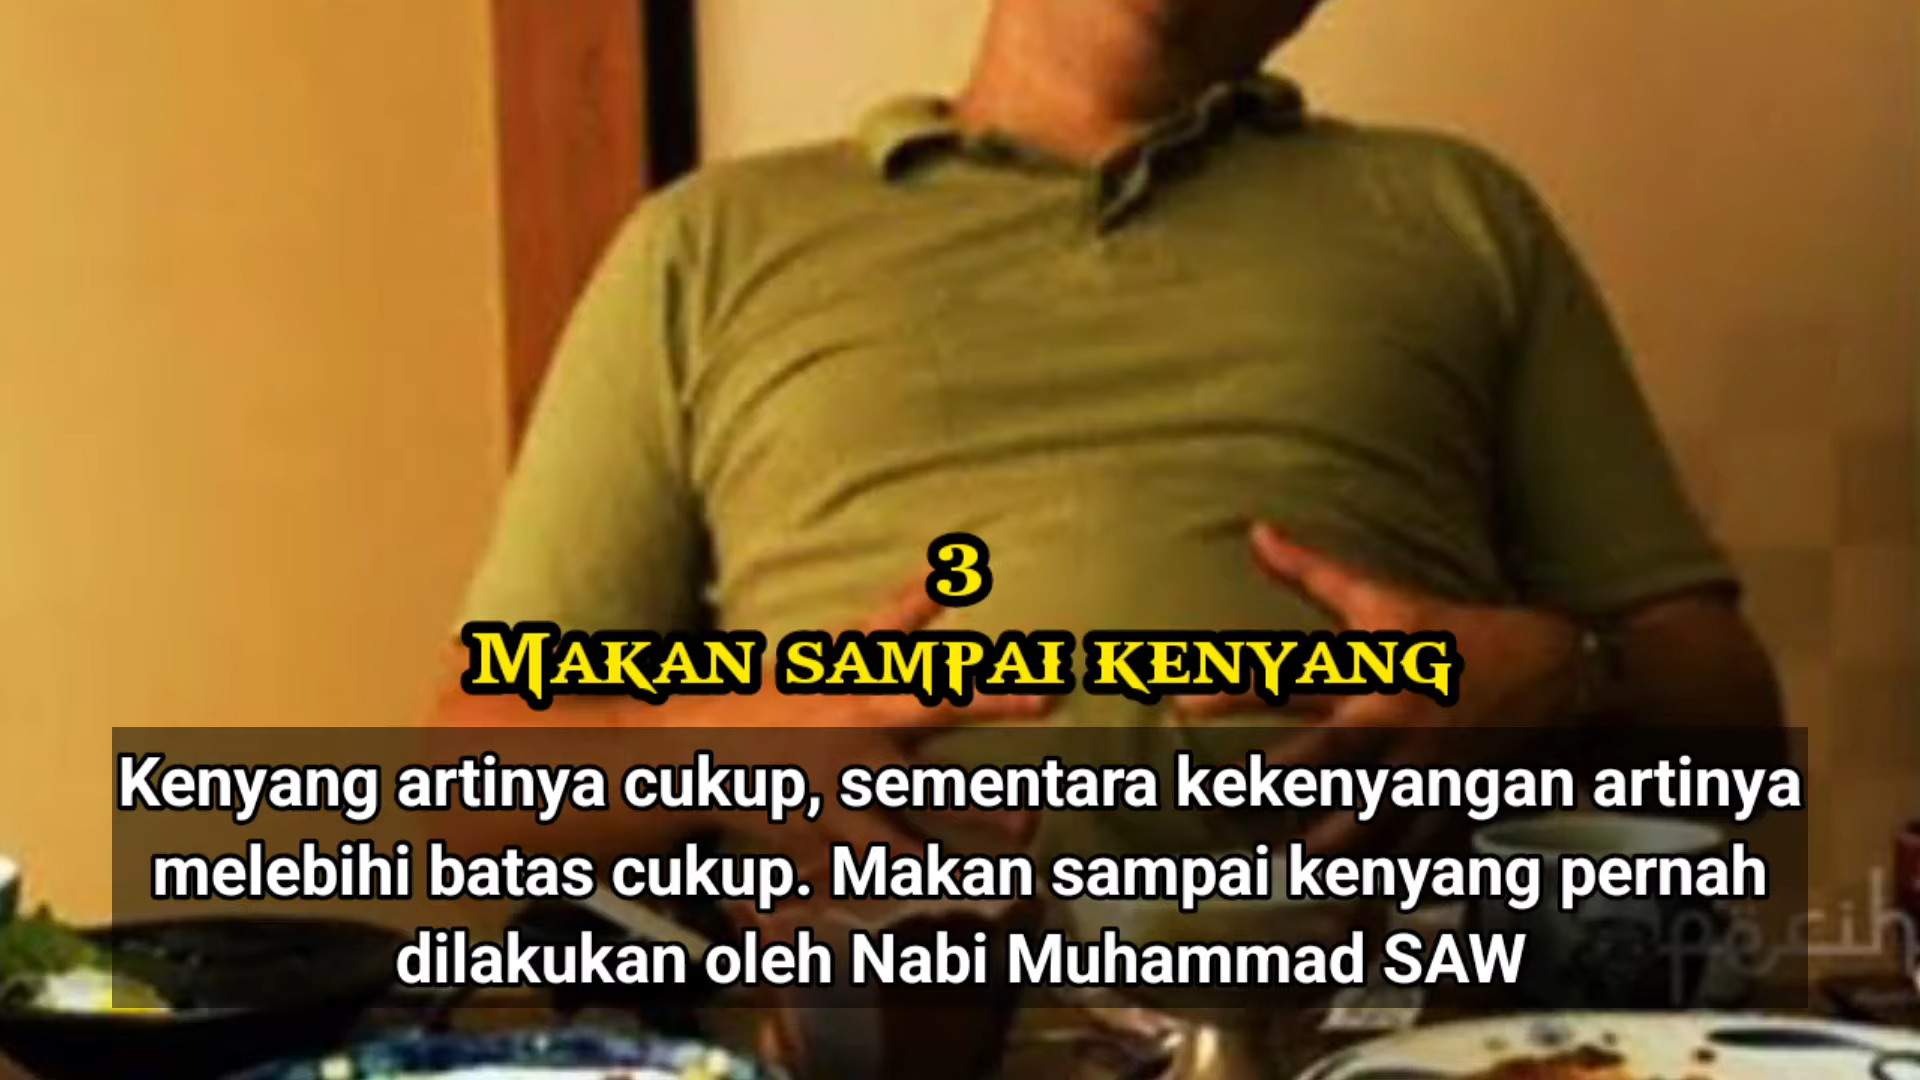 3
Makan sampai kenyang
Kenyang artinya cukup, sementara kekenyangan artinya
melebihi batas cukup. Makan sampai kenyang pernah
dilakukan oleh Nabi Muhammad SAW